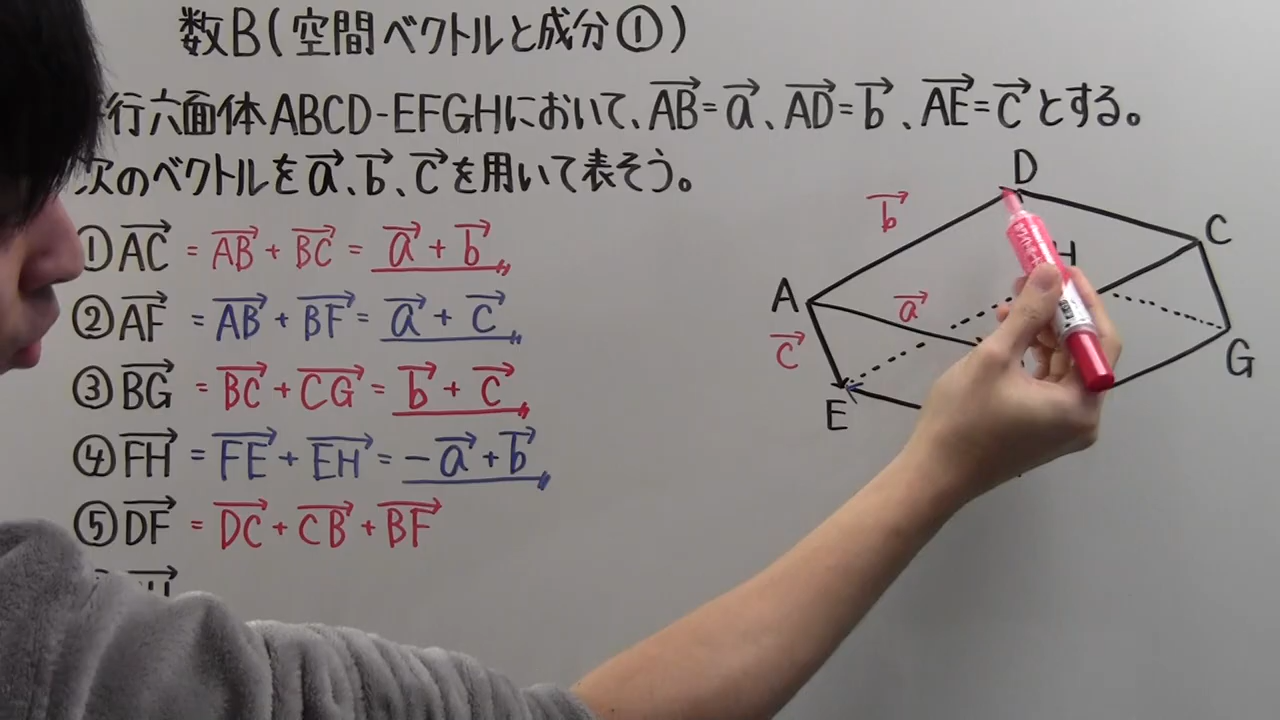 数B(空間ベクトルと成分①)
行六面体ABCD-EFGHにおいて、AB→=a→、AD→=b→、AE→=c→とする。
次のベクトルをa→、b→、c→を用いて表そう。
①AC→ = AB→ + BC→ = a→ + b→
②AF→ = AB→ + BF→ = a→ + c→
③BG→ = BC→ + CG→ = b→ + c→
④FH→ = FE→ + EH→ = -a→ + b→
⑤DF→ = DC→ + CB→ + BF→
D
b→
C
H
A
a→
c→
G
E